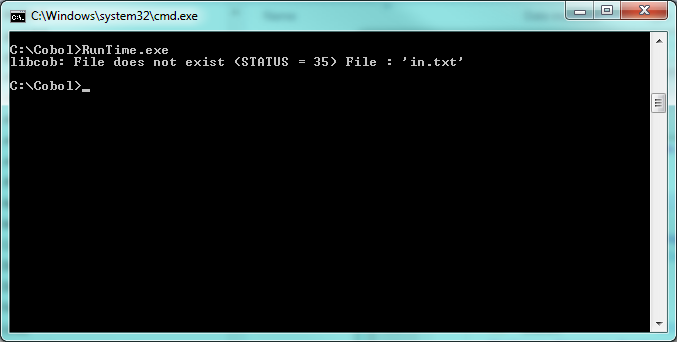 C:\Windows\system32\cmd.exe
C:\Cobol>RunTime.exe
libcob: File does not exist (STATUS = 35) File : 'in.txt'
C:\Cobol>_